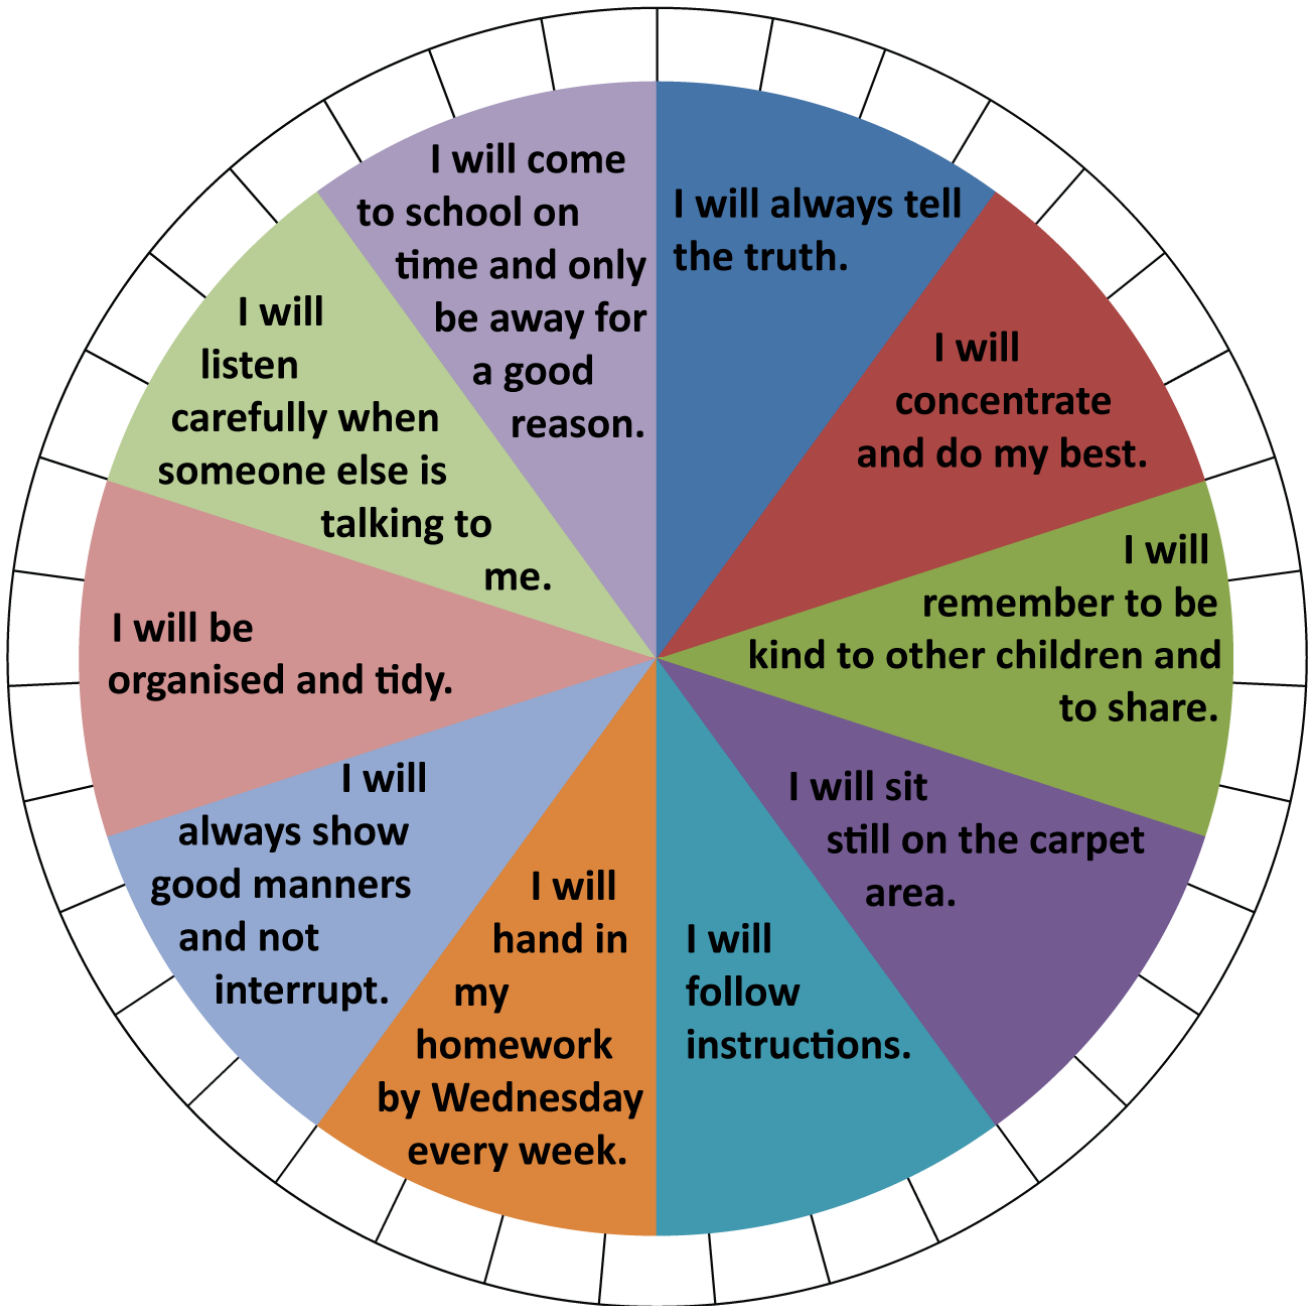 I will always tell
the truth.
I will
concentrate
and do my best.
I will
remember to be
kind to other children and
to share.
I will sit
still on the carpet
area.
I will
follow
instructions.
I will
hand in
my
homework
by Wednesday
every week.
I will
always show
good manners
and not
interrupt.
I will be
organised and tidy.
I will
listen
carefully when
someone else is
talking to
me.
I will come
to school on
time and only
be away for
a good
reason.